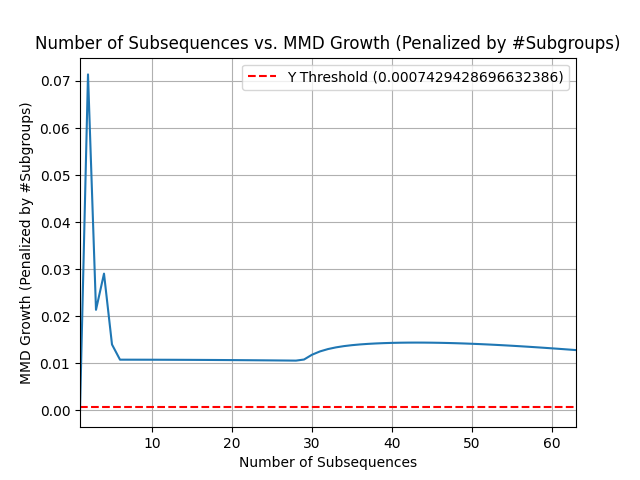 Number of Subsequences vs. MMD Growth (Penalized by #Subgroups)
Y Threshold (0.0007429428696632386)
MMD Growth (Penalized by #Subgroups)
0.07
0.06
0.05
0.04
0.03
0.02
0.01
0.00
10 20 30 40 50 60
Number of Subsequences